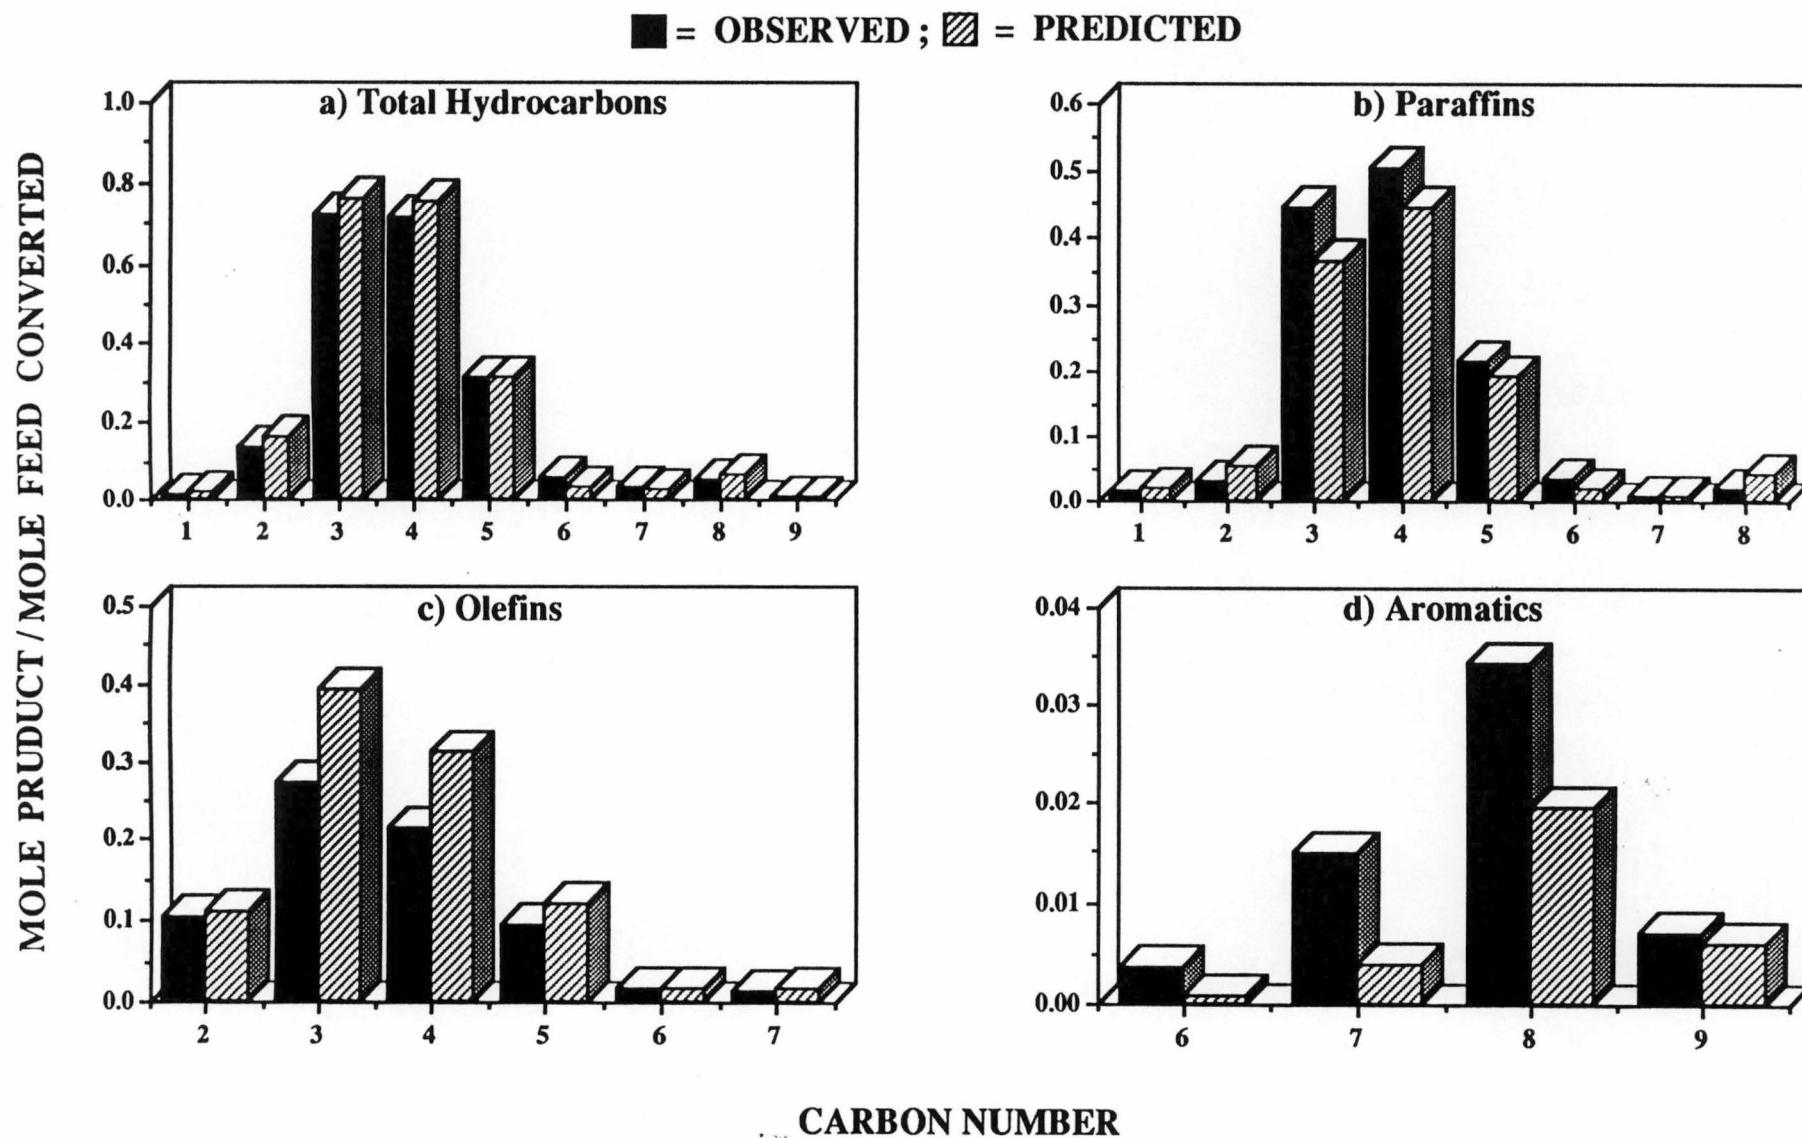 = OBSERVED ; = PREDICTED
MOLE PRUDUCT / MOLE FEED CONVERTED
a) Total Hydrocarbons
1.0
0.8
0.6
0.4
0.2
0.0
1 2 3 4 5 6 7 8 9
b) Paraffins
0.6
0.5
0.4
0.3
0.2
0.1
0.0
1 2 3 4 5 6 7 8
c) Olefins
0.5
0.4
0.3
0.2
0.1
0.0
2 3 4 5 6 7
d) Aromatics
0.04
0.03
0.02
0.01
0.00
6 7 8 9
CARBON NUMBER